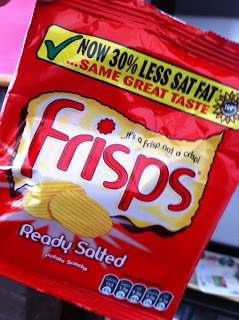 NOW 30% LESS SAT FAT
...SAME GREAT TASTE
...it's a frisp not a crisp!
Frisps
Ready Salted
Potato Snacks